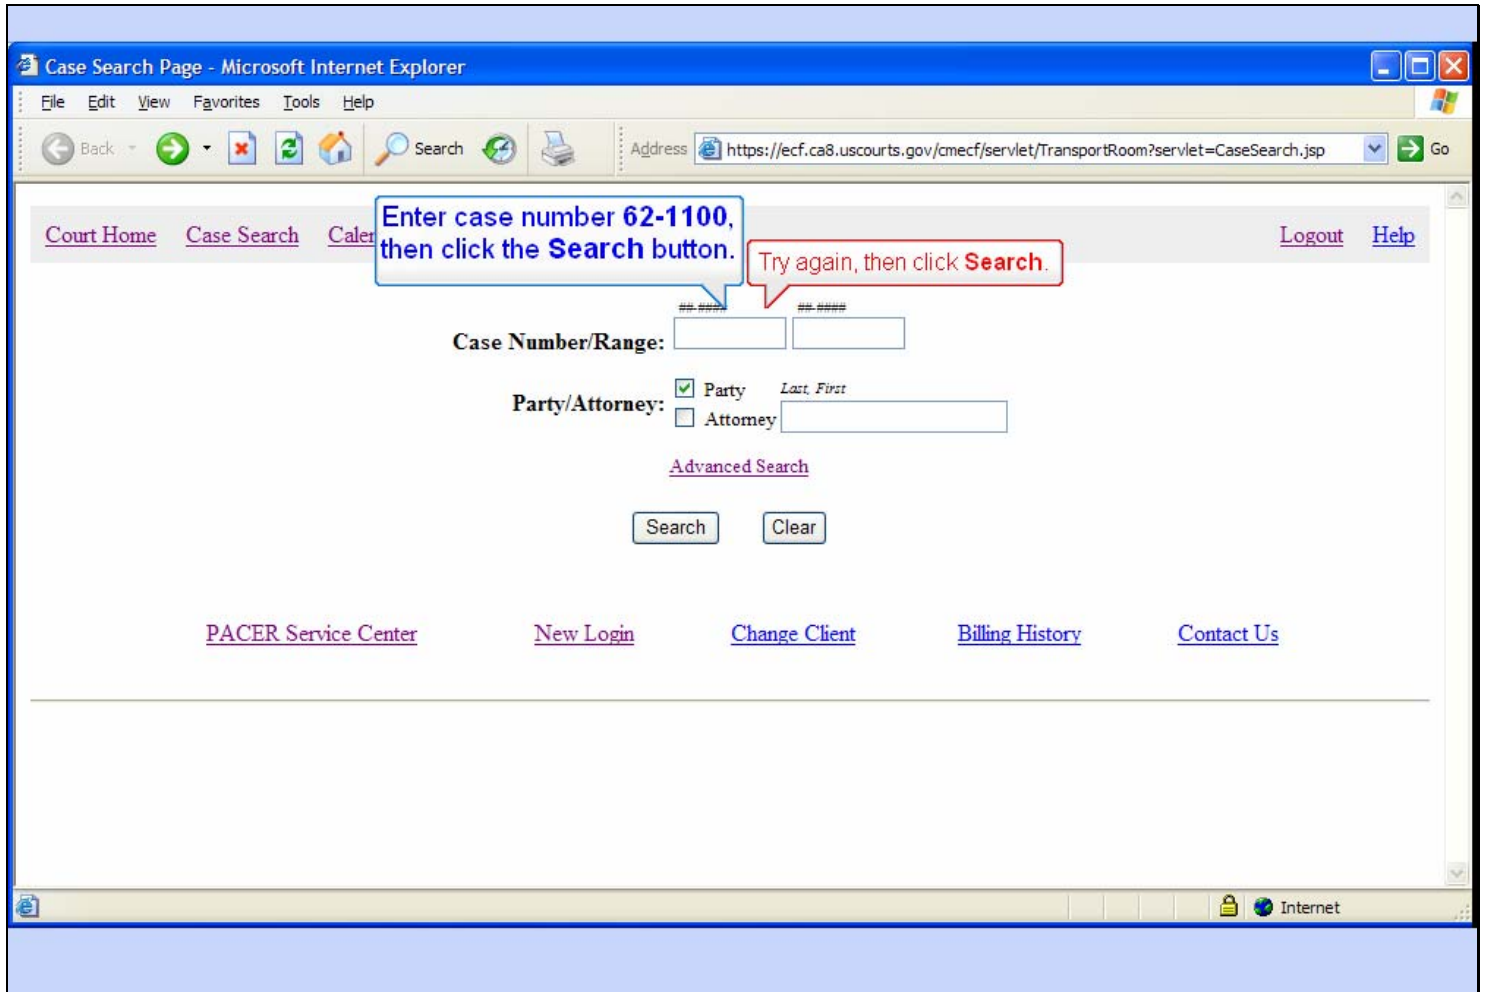 Case Search Page - Microsoft Internet Explorer
File Edit View Favorites Tools Help
Back Search Address https://ecf.ca8.uscourts.gov/cmecf/servlet/TransportRoom?servlet=CaseSearch.jsp Go
Court Home Case Search Caler Logout Help
Enter case number 62-1100,
then click the Search button.
Try again, then click Search.
##-#### ##-####
Case Number/Range:
Party Last, First
Party/Attorney:
Attorney
Advanced Search
Search Clear
PACER Service Center New Login Change Client Billing History Contact Us
Internet